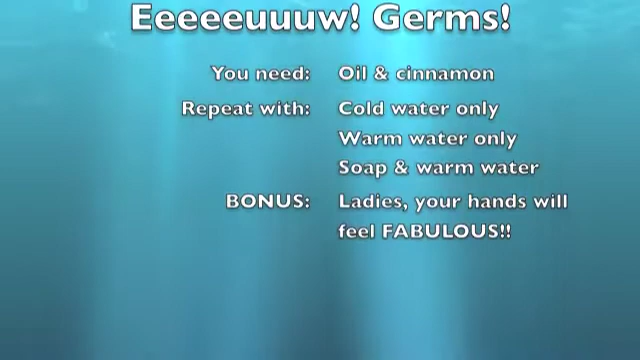 Eeeeeuuuw! Germs!
You need: Oil & cinnamon
Repeat with: Cold water only
Warm water only
Soap & warm water
BONUS: Ladies, your hands will
feel FABULOUS!!